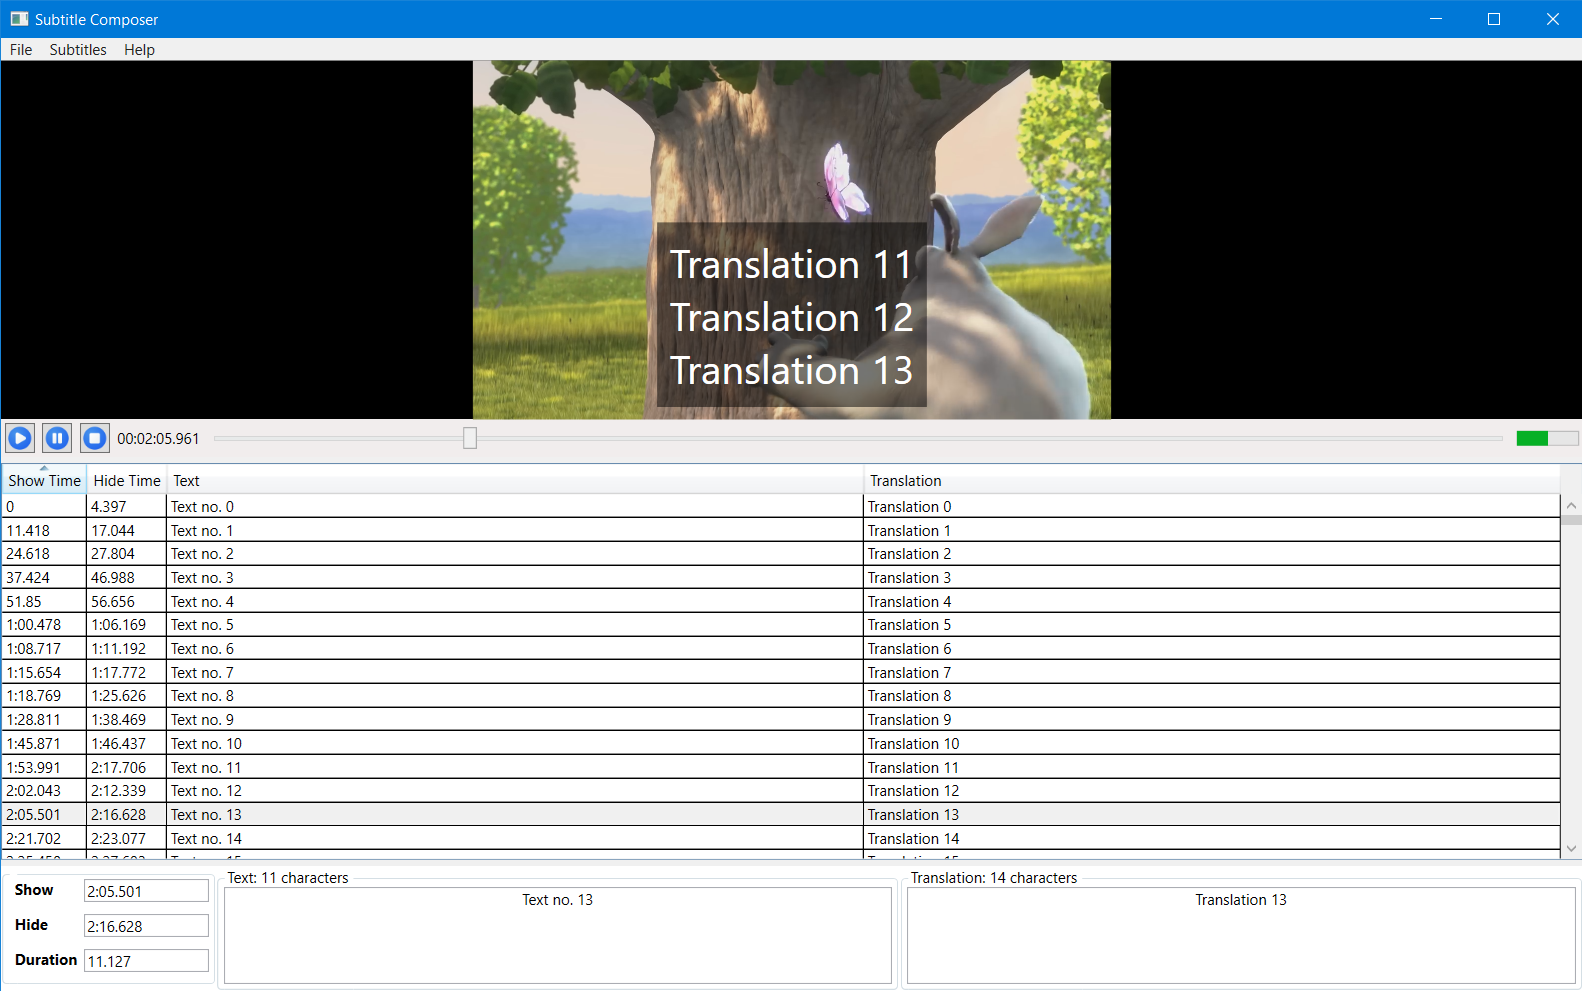 Subtitle Composer
File Subtitles Help
Translation 11
Translation 12
Translation 13
00:02:05.961
Show Time Hide Time Text Translation
0 4.397 Text no. 0 Translation 0
11.418 17.044 Text no. 1 Translation 1
24.618 27.804 Text no. 2 Translation 2
37.424 46.988 Text no. 3 Translation 3
51.85 56.656 Text no. 4 Translation 4
1:00.478 1:06.169 Text no. 5 Translation 5
1:08.717 1:11.192 Text no. 6 Translation 6
1:15.654 1:17.772 Text no. 7 Translation 7
1:18.769 1:25.626 Text no. 8 Translation 8
1:28.811 1:38.469 Text no. 9 Translation 9
1:45.871 1:46.437 Text no. 10 Translation 10
1:53.991 2:17.706 Text no. 11 Translation 11
2:02.043 2:12.339 Text no. 12 Translation 12
2:05.501 2:16.628 Text no. 13 Translation 13
2:21.702 2:23.077 Text no. 14 Translation 14
Show 2:05.501
Hide 2:16.628
Duration 11.127
Text: 11 characters
Text no. 13
Translation: 14 characters
Translation 13